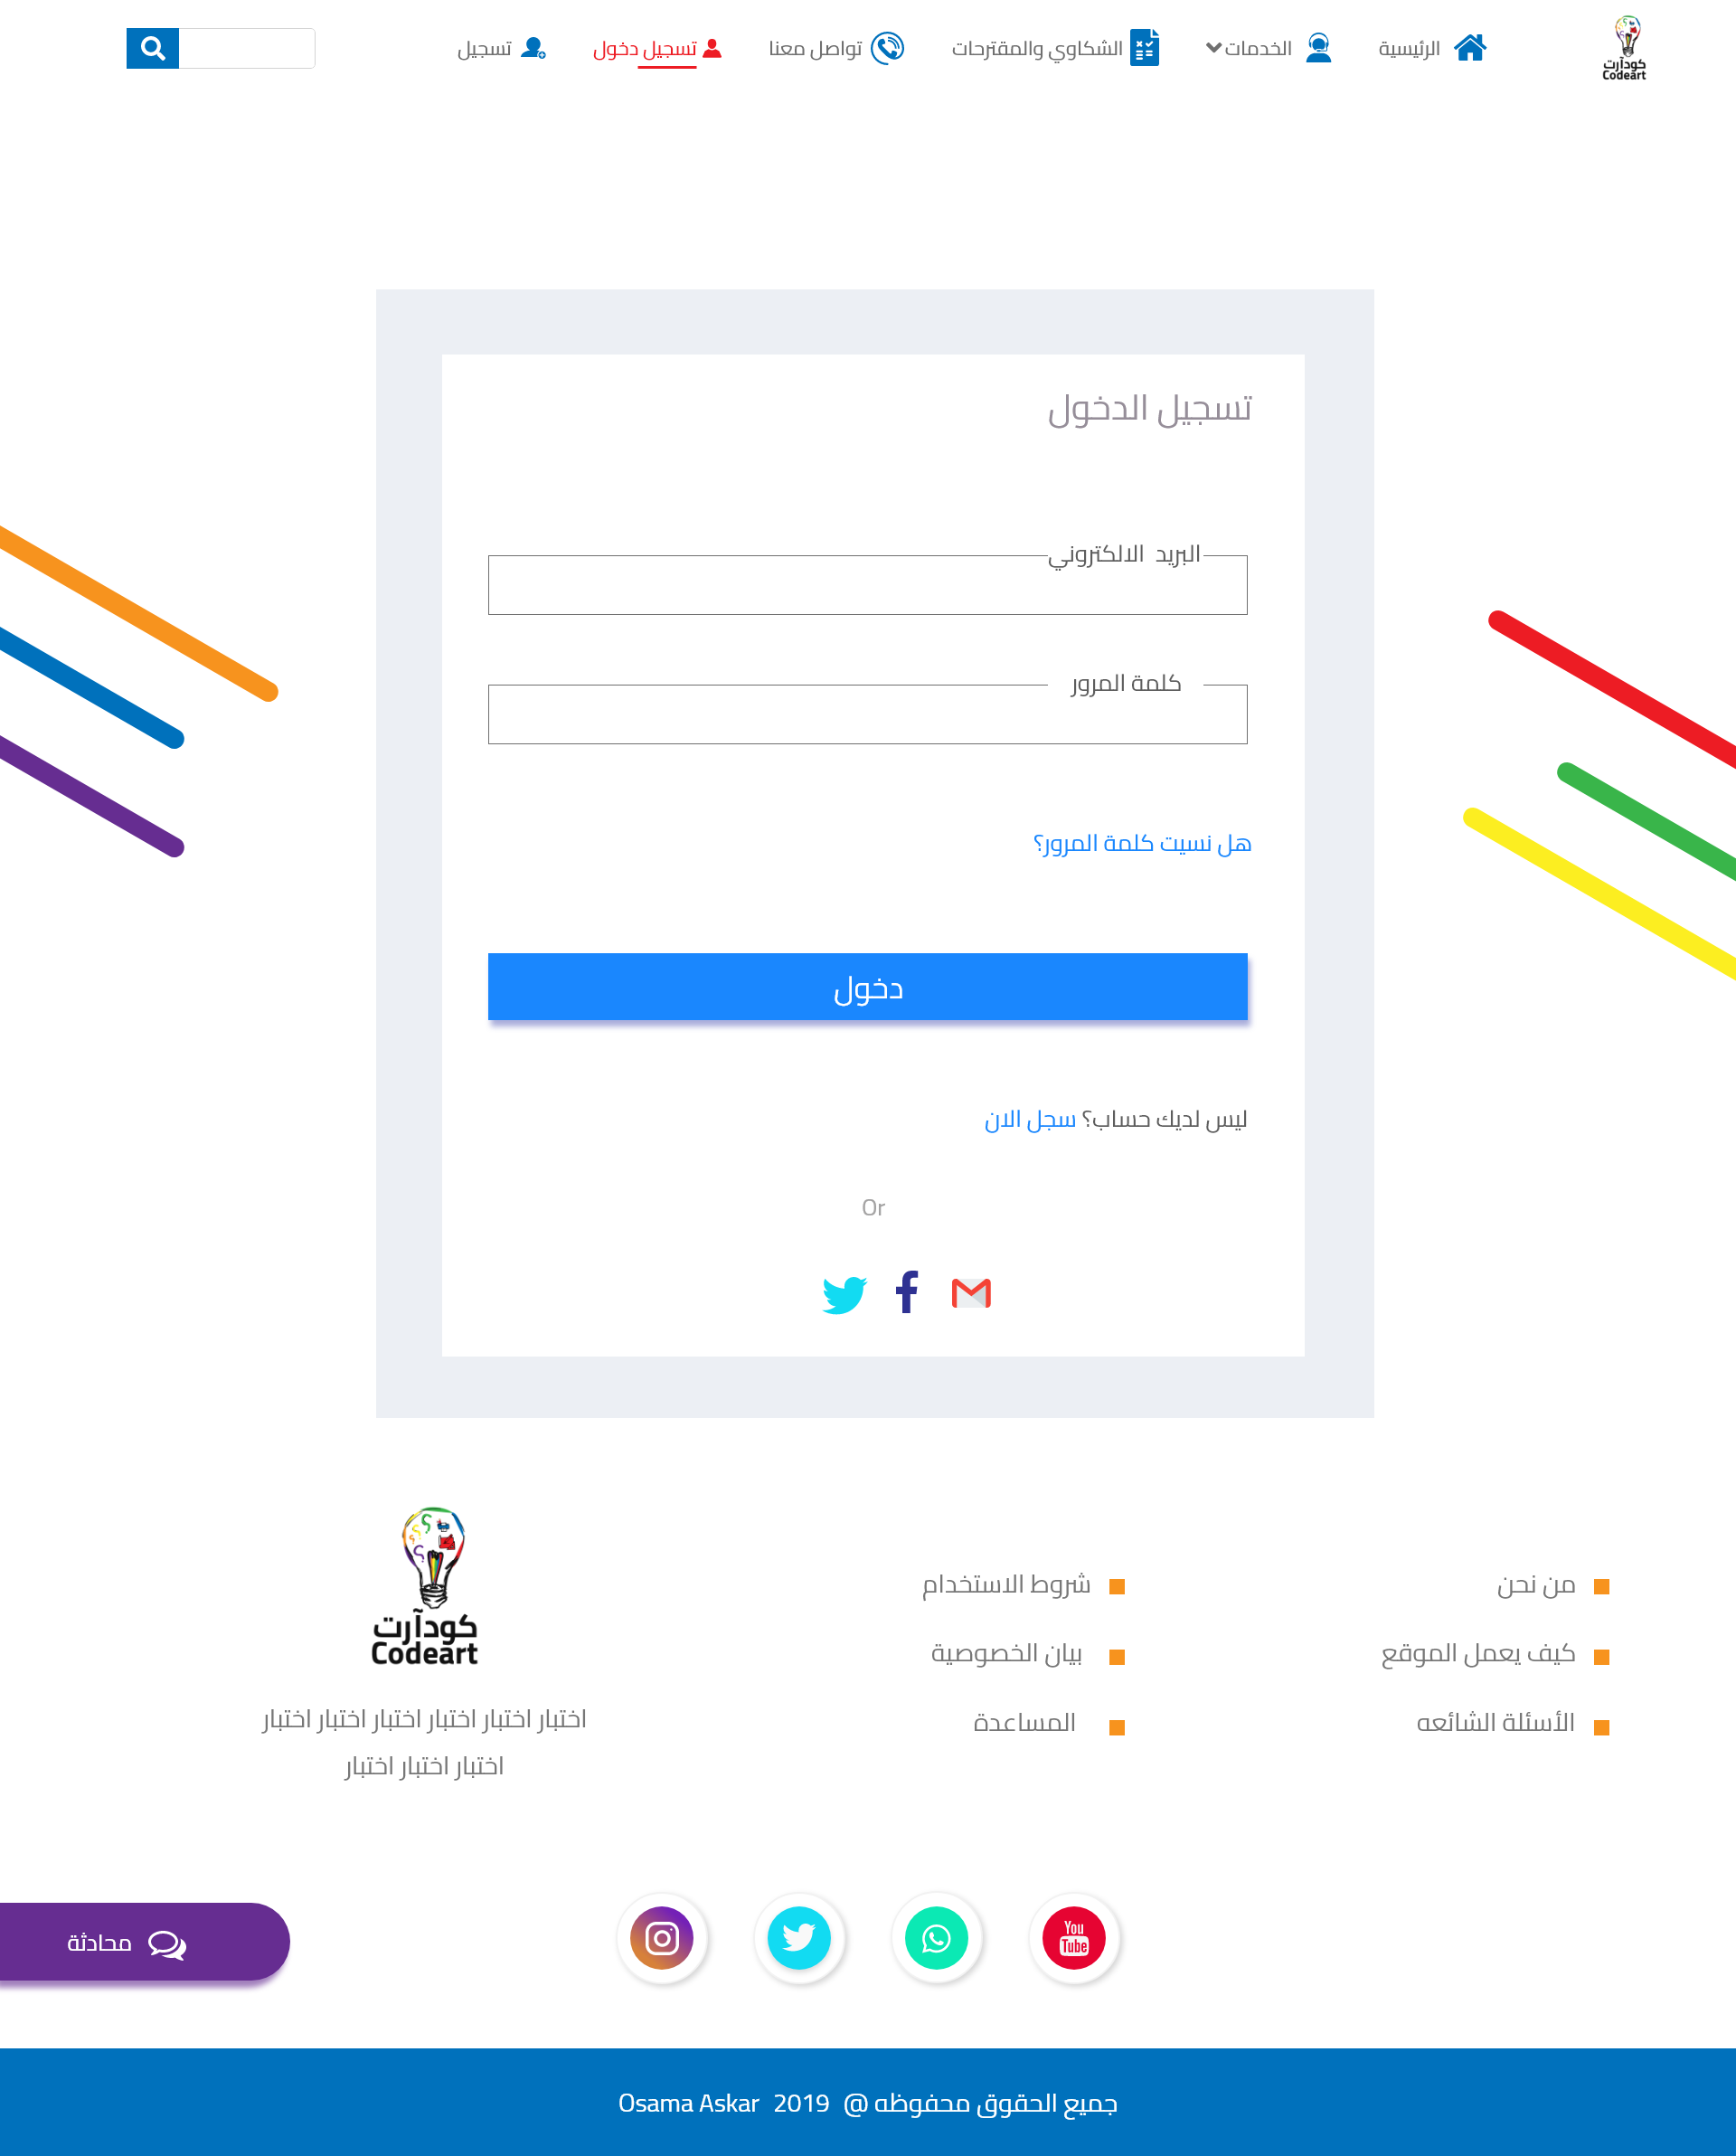 كودآرت
Codeart
الرئيسية
الخدمات
الشكاوي والمقترحات
تواصل معنا
تسجيل دخول
تسجيل
تسجيل الدخول
البريد الالكتروني
كلمة المرور
هل نسيت كلمة المرور؟
دخول
ليس لديك حساب؟ سجل الان
Or
من نحن
كيف يعمل الموقع
الأسئلة الشائعه
شروط الاستخدام
بيان الخصوصية
المساعدة
كودآرت
Codeart
اختبار اختبار اختبار اختبار اختبار اختبار
اختبار اختبار اختبار
You
Tube
محادثة
جميع الحقوق محفوظه @ 2019 Osama Askar